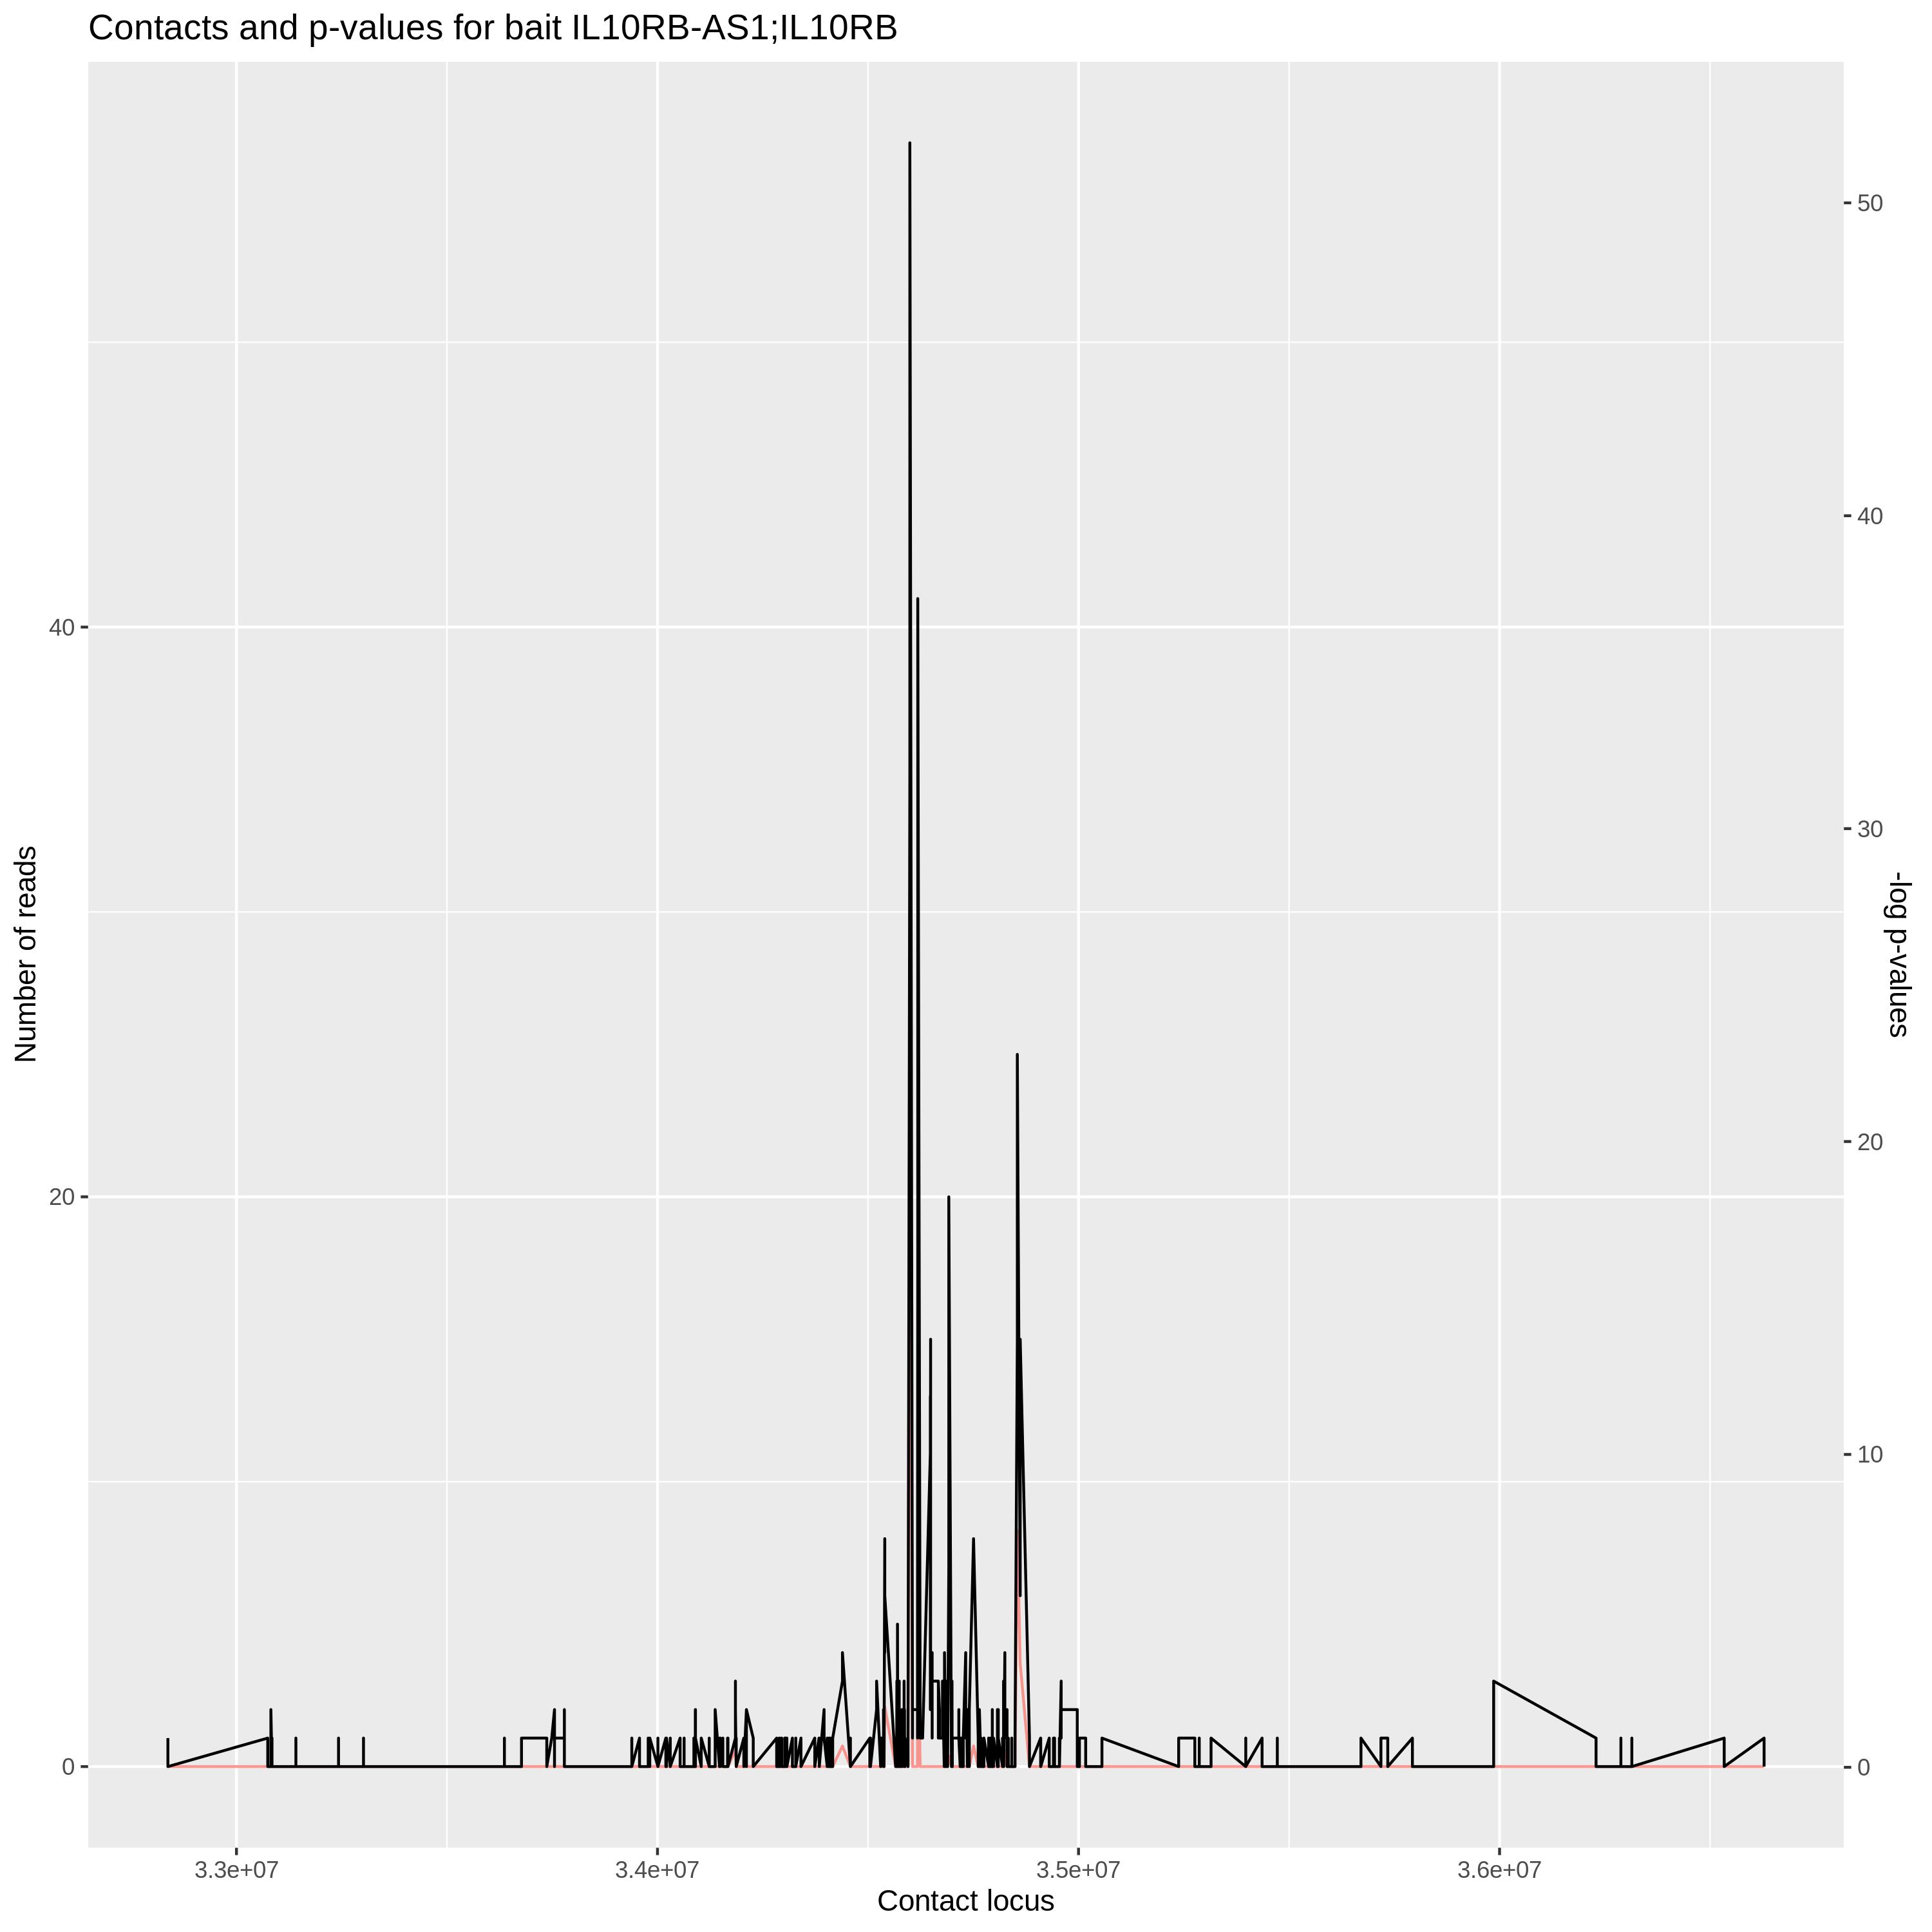 Contacts and p-values for bait IL10RB-AS1;IL10RB
50
40
40
30
Number of reads
-log p-values
20
20
10
0
0
3.3e+07
3.4e+07
3.5e+07
3.6e+07
Contact locus